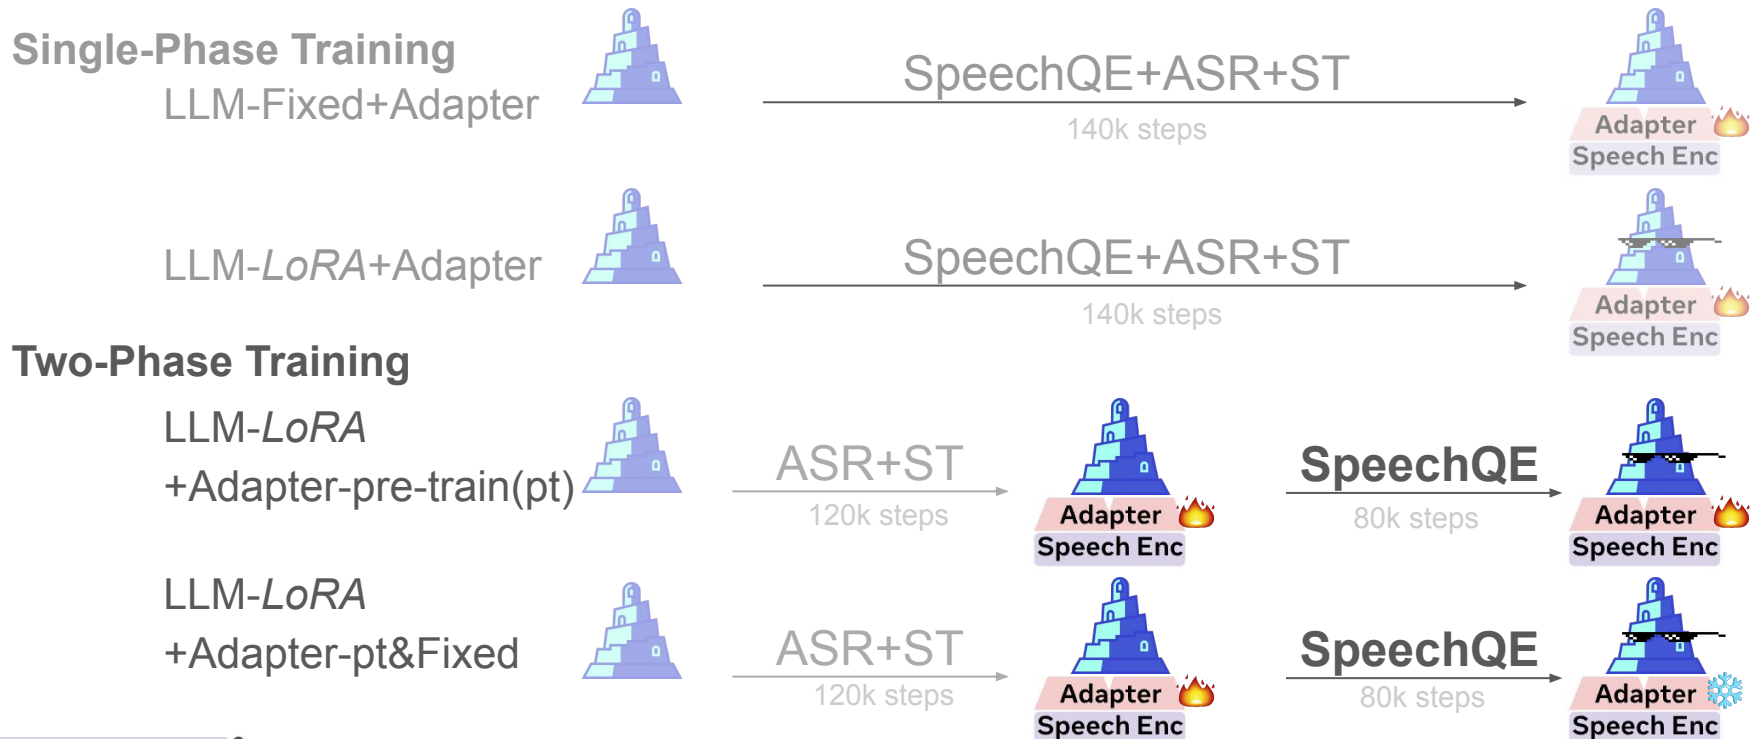 Single-Phase Training
LLM-Fixed+Adapter
SpeechQE+ASR+ST
140k steps
Adapter
Speech Enc
LLM-LoRA+Adapter
SpeechQE+ASR+ST
140k steps
Adapter
Speech Enc
Two-Phase Training
LLM-LoRA
+Adapter-pre-train(pt)
ASR+ST
120k steps
Adapter
Speech Enc
SpeechQE
80k steps
Adapter
Speech Enc
LLM-LoRA
+Adapter-pt&Fixed
ASR+ST
120k steps
Adapter
Speech Enc
SpeechQE
80k steps
Adapter
Speech Enc